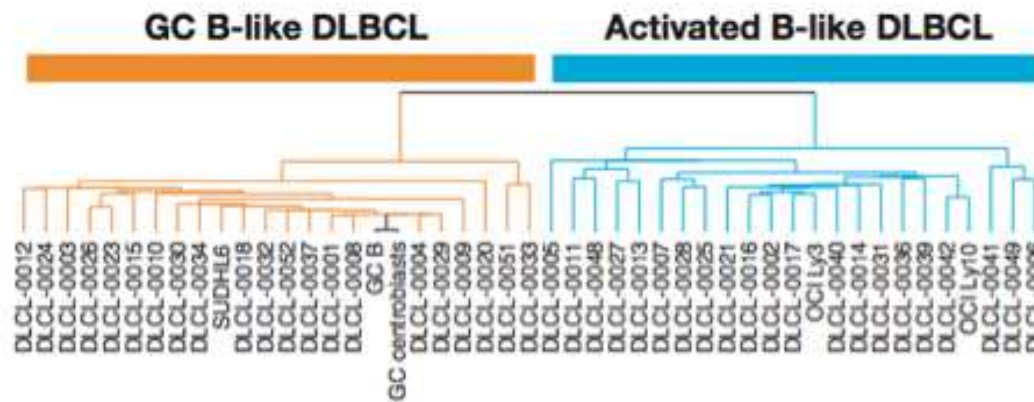 GC B-like DLBCL
Activated B-like DLBCL
DLCL-0012
DLCL-0024
DLCL-0003
DLCL-0026
DLCL-0023
DLCL-0015
DLCL-0010
DLCL-0030
DLCL-0034
SUDHL6
DLCL-0018
DLCL-0032
DLCL-0052
DLCL-0037
DLCL-0001
DLCL-0008
GC B
GC centroblasts
DLCL-0004
DLCL-0029
DLCL-0009
DLCL-0020
DLCL-0051
DLCL-0033
DLCL-0005
DLCL-0011
DLCL-0048
DLCL-0027
DLCL-0013
DLCL-0007
DLCL-0028
DLCL-0025
DLCL-0021
DLCL-0016
DLCL-0002
DLCL-0017
OCI Ly3
DLCL-0040
DLCL-0014
DLCL-0031
DLCL-0036
DLCL-0039
DLCL-0042
OCI Ly10
DLCL-0041
DLCL-0049